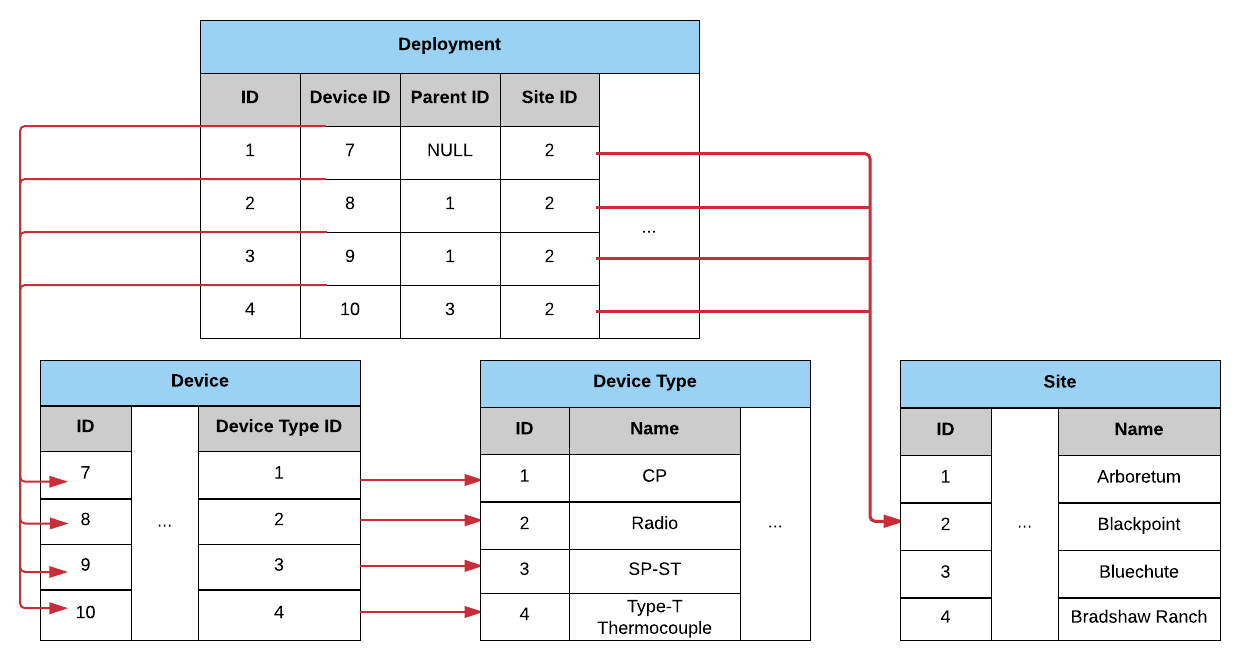 Deployment
ID Device ID Parent ID Site ID
1 7 NULL 2
2 8 1 2
...
3 9 1 2
4 10 3 2
Device
ID Device Type ID
7 1
8 ... 2
9 3
10 4
Device Type
ID Name
1 CP
2 Radio ...
3 SP-ST
4 Type-T
Thermocouple
Site
ID Name
1 Arboretum
2 ... Blackpoint
3 Bluechute
4 Bradshaw Ranch